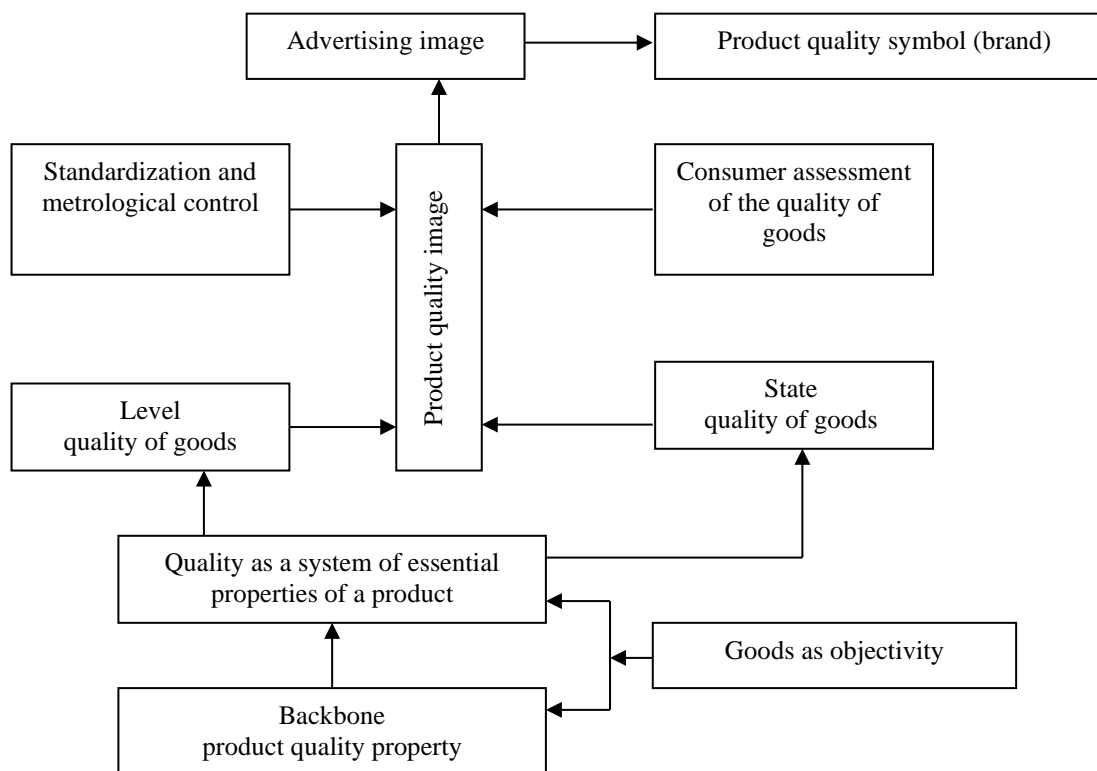 Advertising image
Product quality symbol (brand)
Standardization and
metrological control
Product quality image
Consumer assessment
of the quality of
goods
Level
quality of goods
State
quality of goods
Quality as a system of essential
properties of a product
Goods as objectivity
Backbone
product quality property